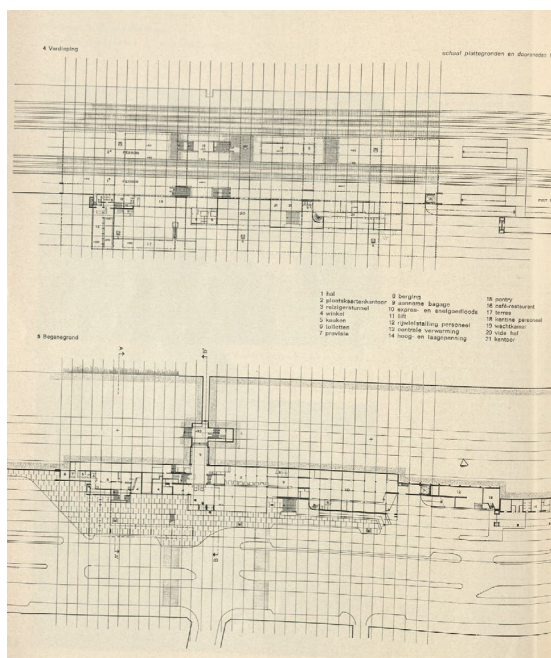 4 Verdieping
schaal plattegronden en doorsneden
1 hal
2 plaatskaartenkantoor
3 reizigerstunnel
4 winkel
5 keuken
6 toiletten
7 provisie
8 berging
9 aanname bagage
10 expres- en snelgoedloods
11 lift
12 rijwielstalling personeel
13 centrale verwarming
14 hoog- en laagspanning
15 pantry
16 café-restaurant
17 terras
18 kantine personeel
19 wachtkamer
20 vide hal
21 kantoor
5 Beganegrond